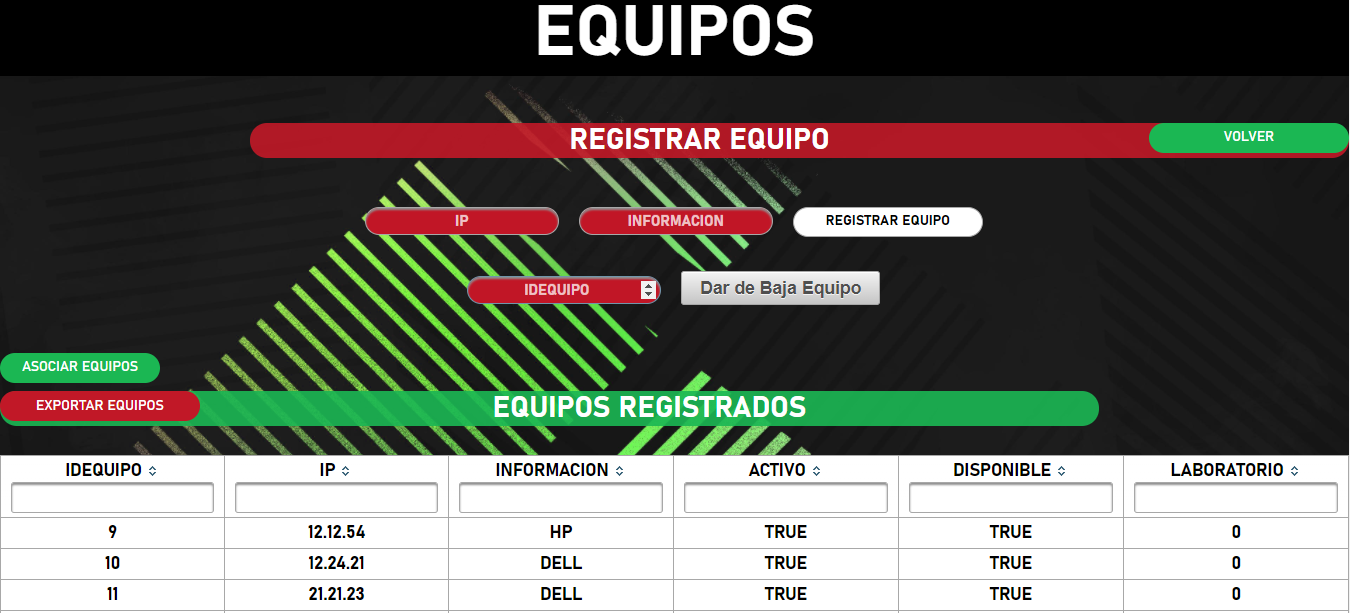 EQUIPOS
REGISTRAR EQUIPO
VOLVER
IP
INFORMACION
REGISTRAR EQUIPO
IDEQUIPO
Dar de Baja Equipo
ASOCIAR EQUIPOS
EXPORTAR EQUIPOS
EQUIPOS REGISTRADOS
IDEQUIPO IP INFORMACION ACTIVO DISPONIBLE LABORATORIO
9 12.12.54 HP TRUE TRUE 0
10 12.24.21 DELL TRUE TRUE 0
11 21.21.23 DELL TRUE TRUE 0